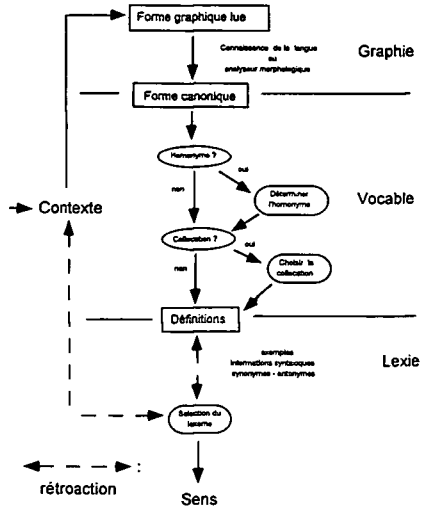 Forme graphique lue
Connaissance de la langue
ou
analyseur morphologique
Graphie
Forme canonique
Homonyme ?
oui
non
Déterminer
l'homonyme
Vocable
Contexte
Collocation ?
oui
non
Choisir la
collocation
Définitions
exemples
informations syntaxiques
synonymes - antonymes
Lexie
Sélection du
lexème
:
rétroaction
Sens